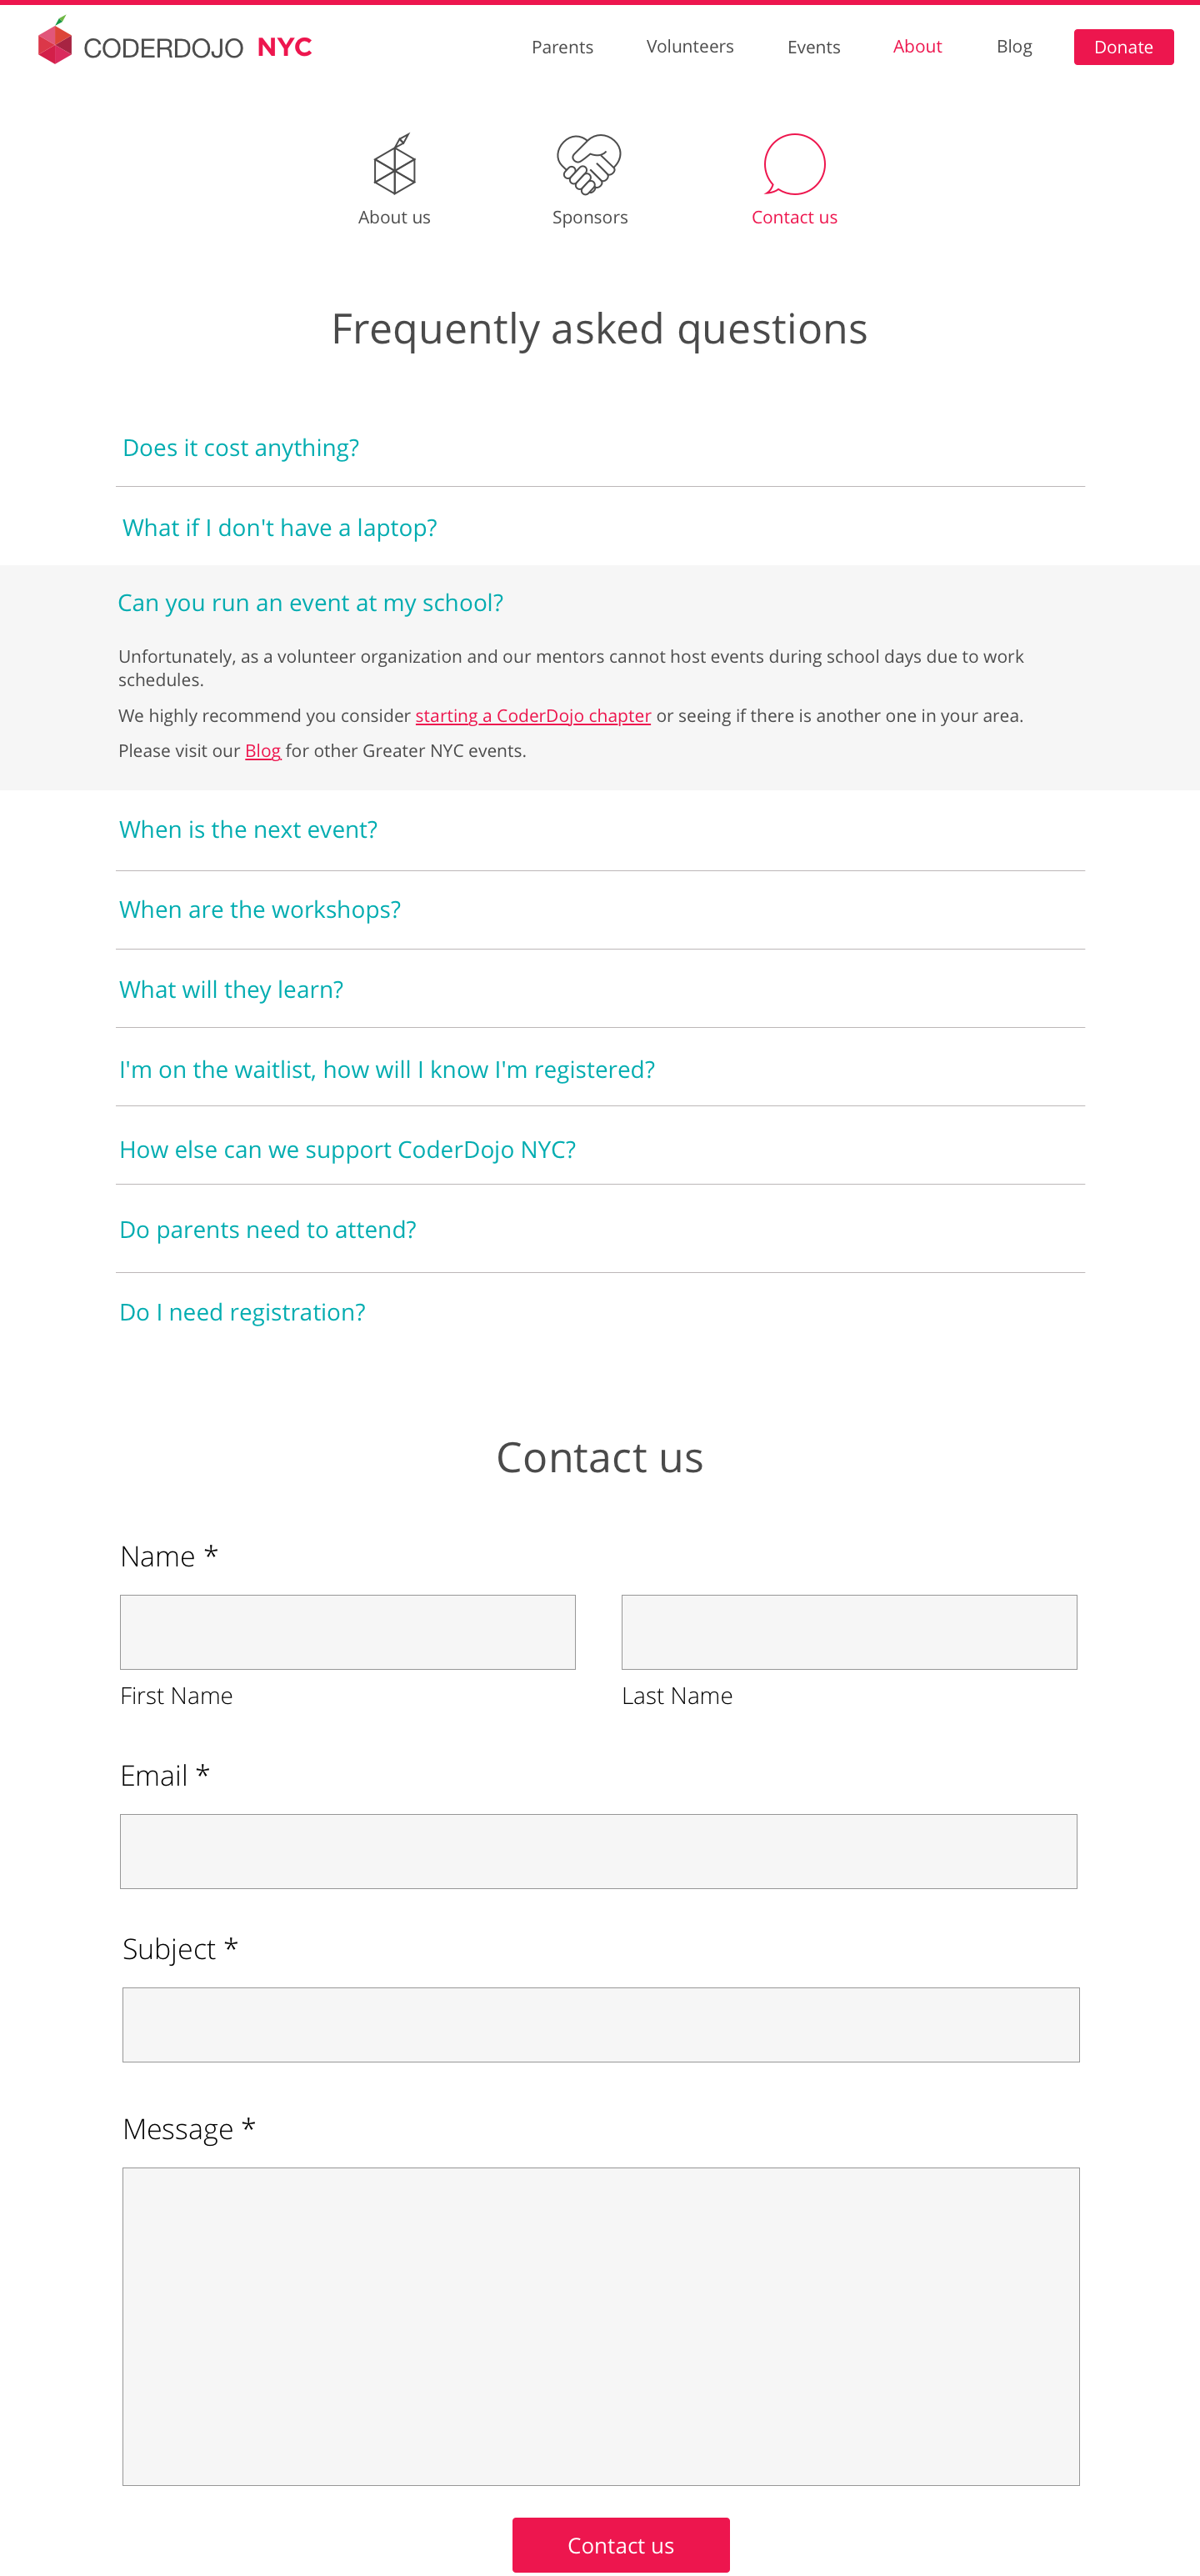 CODERDOJO NYC
Parents
Volunteers
Events
About
Blog
Donate
About us
Sponsors
Contact us
Frequently asked questions
Does it cost anything?
What if I don't have a laptop?
Can you run an event at my school?
Unfortunately, as a volunteer organization and our mentors cannot host events during school days due to work
schedules.
We highly recommend you consider starting a CoderDojo chapter or seeing if there is another one in your area.
Please visit our Blog for other Greater NYC events.
When is the next event?
When are the workshops?
What will they learn?
I'm on the waitlist, how will I know I'm registered?
How else can we support CoderDojo NYC?
Do parents need to attend?
Do I need registration?
Contact us
Name *
First Name
Last Name
Email *
Subject *
Message *
Contact us